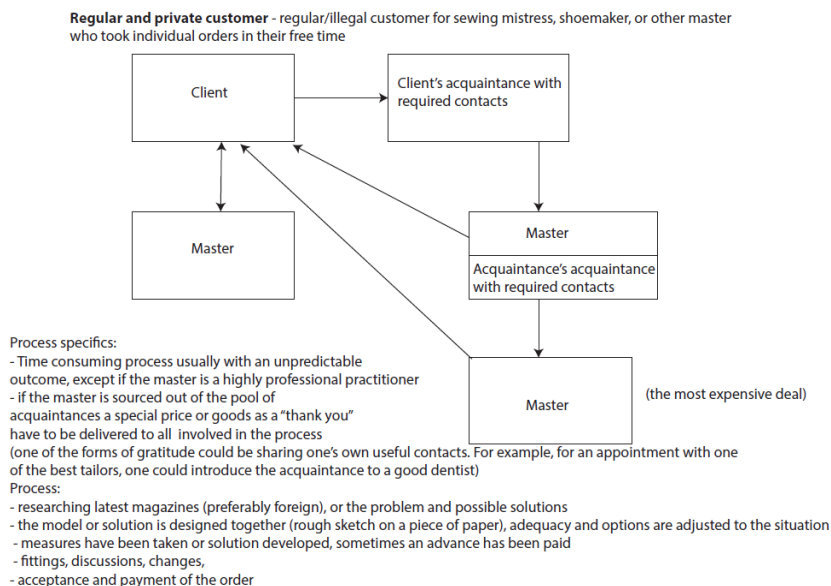 Regular and private customer - regular/illegal customer for sewing mistress, shoemaker, or other master
who took individual orders in their free time
Client
Client's acquaintance with
required contacts
Master
Master
Acquaintance's acquaintance
with required contacts
Master
(the most expensive deal)
Process specifics:
- Time consuming process usually with an unpredictable
outcome, except if the master is a highly professional practitioner
- if the master is sourced out of the pool of
acquaintances a special price or goods as a “thank you”
have to be delivered to all involved in the process
(one of the forms of gratitude could be sharing one's own useful contacts. For example, for an appointment with one
of the best tailors, one could introduce the acquaintance to a good dentist)
Process:
- researching latest magazines (preferably foreign), or the problem and possible solutions
- the model or solution is designed together (rough sketch on a piece of paper), adequacy and options are adjusted to the situation
- measures have been taken or solution developed, sometimes an advance has been paid
- fittings, discussions, changes,
- acceptance and payment of the order